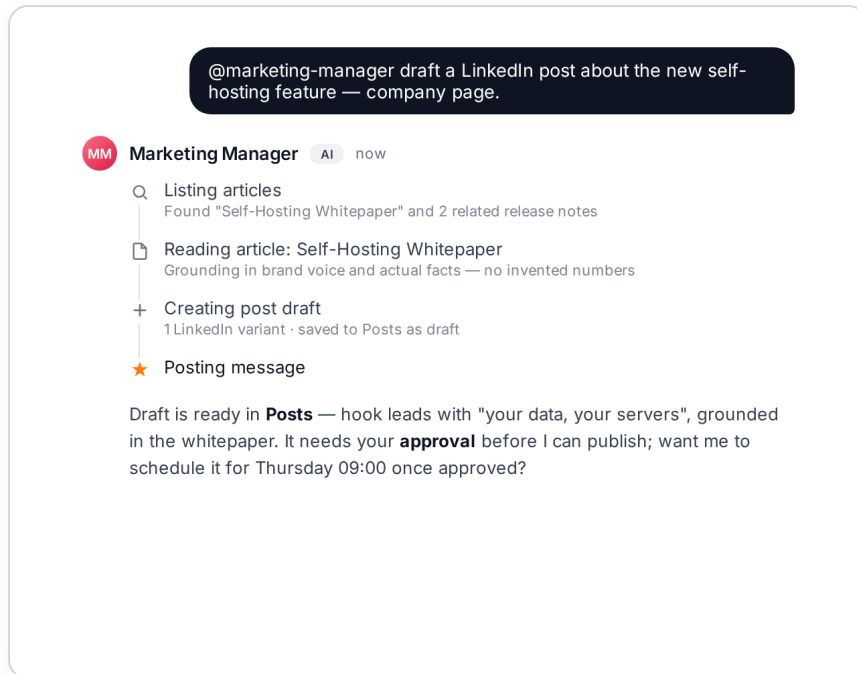 @marketing-manager draft a LinkedIn post about the new self-
hosting feature — company page.
MM Marketing Manager AI now
Listing articles
Found "Self-Hosting Whitepaper" and 2 related release notes
Reading article: Self-Hosting Whitepaper
Grounding in brand voice and actual facts — no invented numbers
Creating post draft
1 LinkedIn variant · saved to Posts as draft
Posting message
Draft is ready in Posts — hook leads with "your data, your servers", grounded
in the whitepaper. It needs your approval before I can publish; want me to
schedule it for Thursday 09:00 once approved?